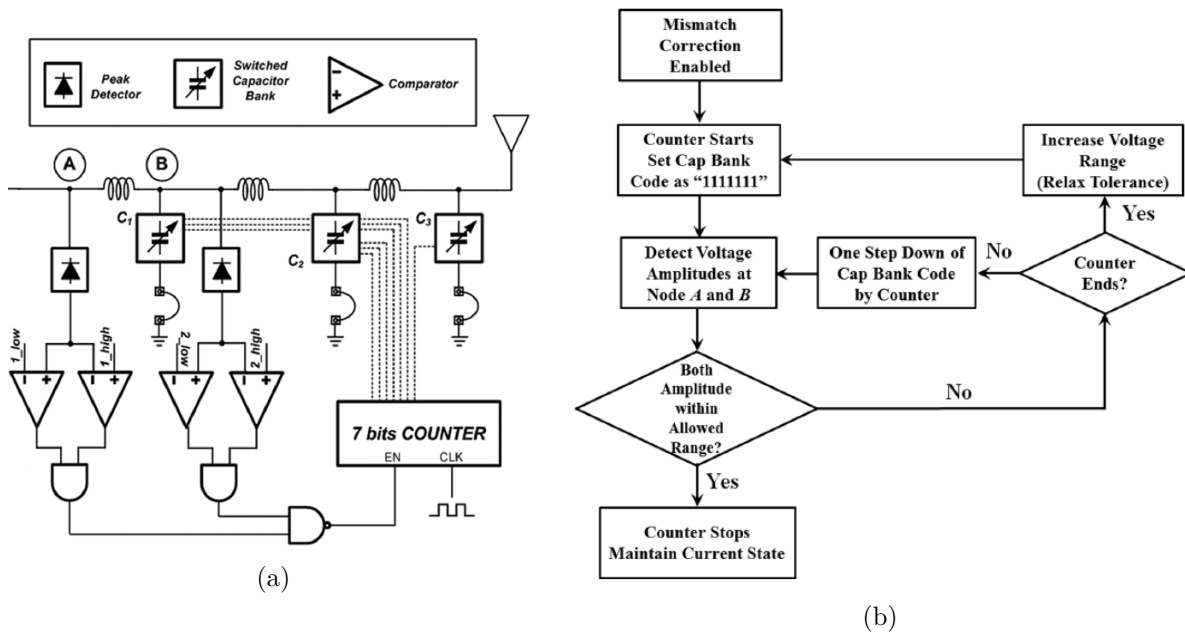 Peak
Detector
Switched
Capacitor
Bank
Comparator
A
B
C1
C2
C3
1_low
1_high
2_low
2_high
7 bits COUNTER
EN
CLK
(a)
Mismatch
Correction
Enabled
Counter Starts
Set Cap Bank
Code as “1111111”
Increase Voltage
Range
(Relax Tolerance)
Yes
Detect Voltage
Amplitudes at
Node A and B
One Step Down of
Cap Bank Code
by Counter
No
Counter
Ends?
Both
Amplitude
within
Allowed
Range?
No
Yes
Counter Stops
Maintain Current State
(b)